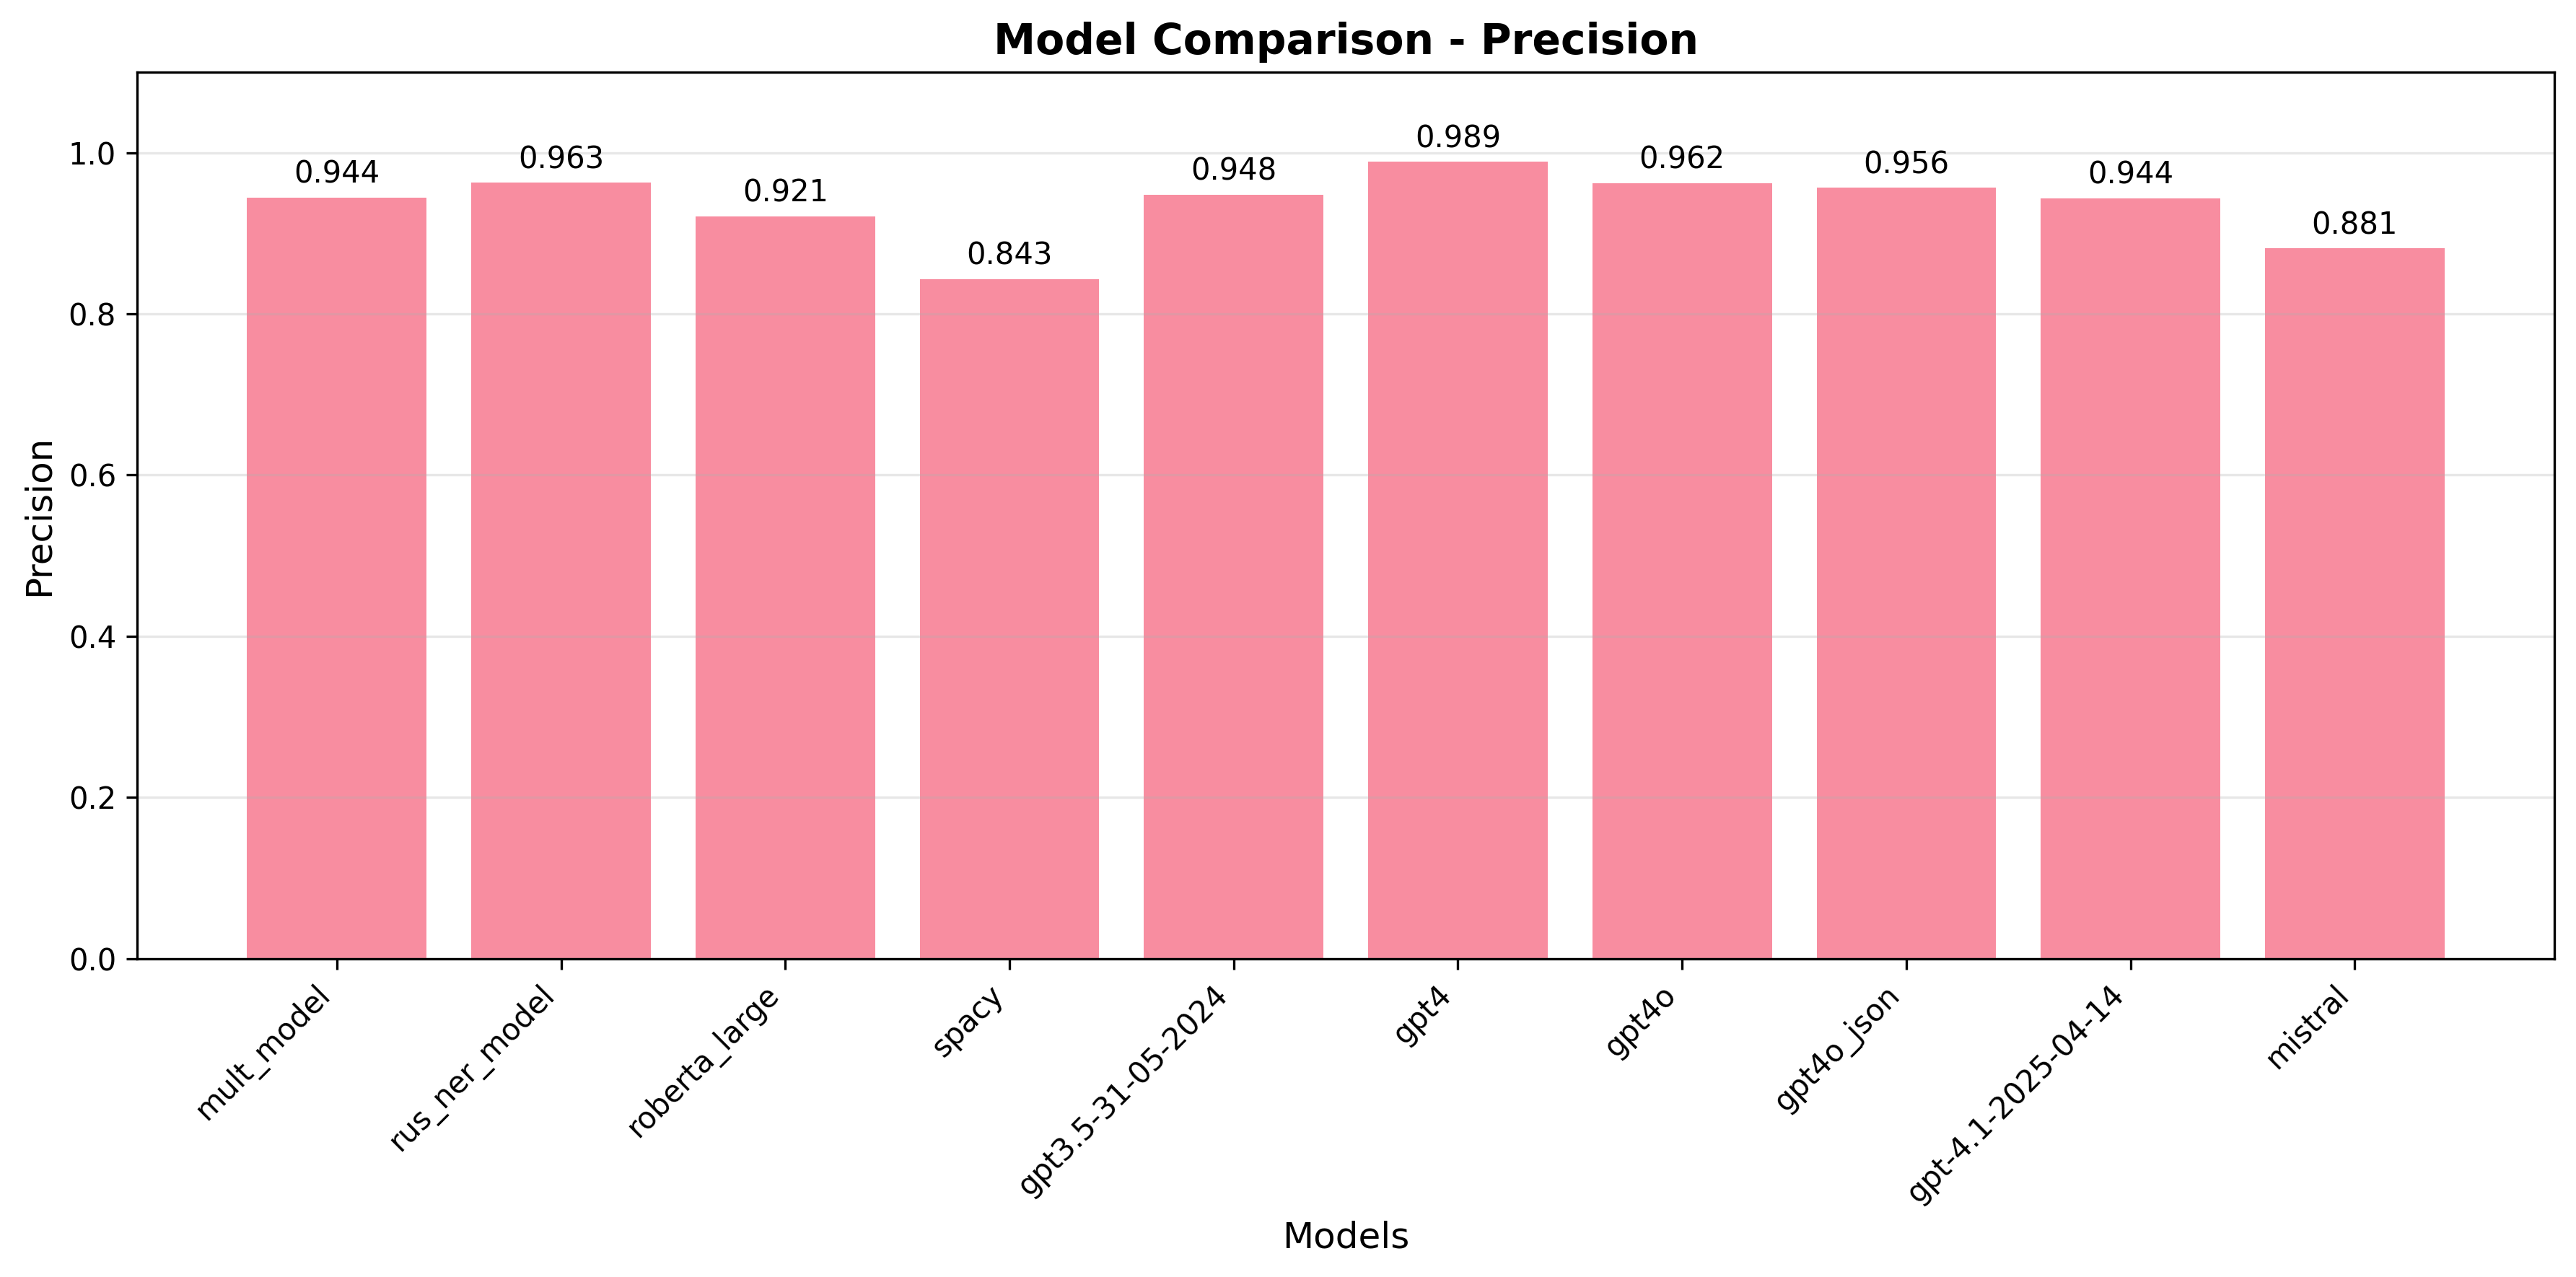 Model Comparison - Precision
Precision
1.0
0.8
0.6
0.4
0.2
0.0
0.944
0.963
0.921
0.843
0.948
0.989
0.962
0.956
0.944
0.881
mult_model
rus_ner_model
roberta_large
spacy
gpt3.5-31-05-2024
gpt4
gpt4o
gpt4o_json
gpt-4.1-2025-04-14
mistral
Models